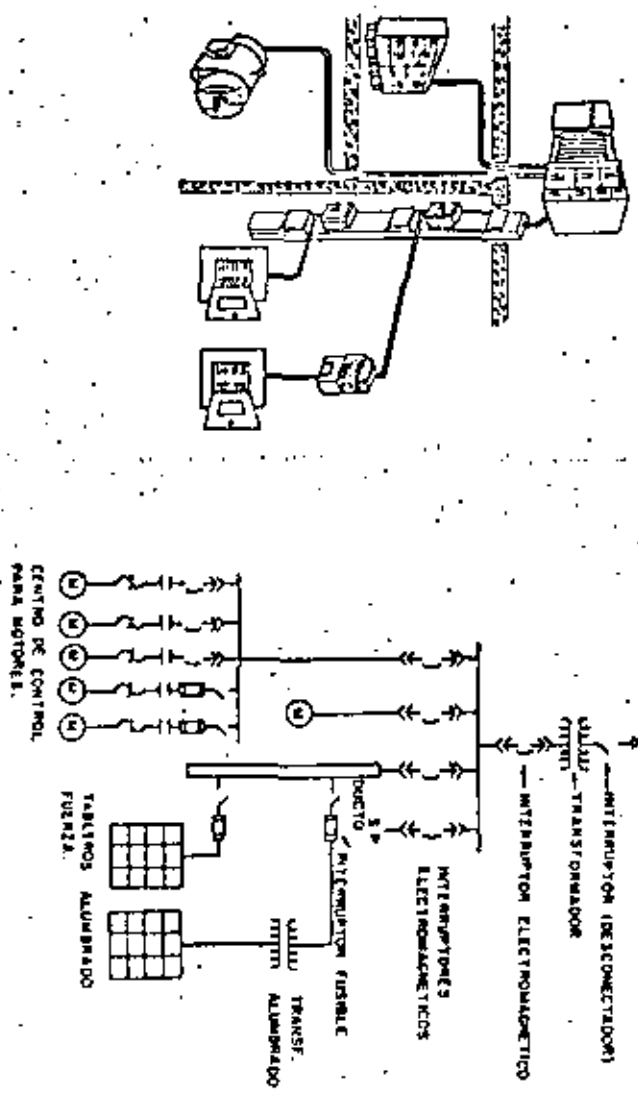 INTERRUPTOR (DESCONECTADOR)
TRANSFORMADOR
INTERRUPTOR ELECTROMAGNETICO
INTERRUPTORES
ELECTROMAGNETICOS
S P
DUCTO
INTERRUPTOR FUSIBLE
TRANSF.
ALUMBRADO
M
M
M
M
M
M
CENTRO DE CONTROL
PARA MOTORES.
TABLEROS ALUMBRADO
FUERZA.